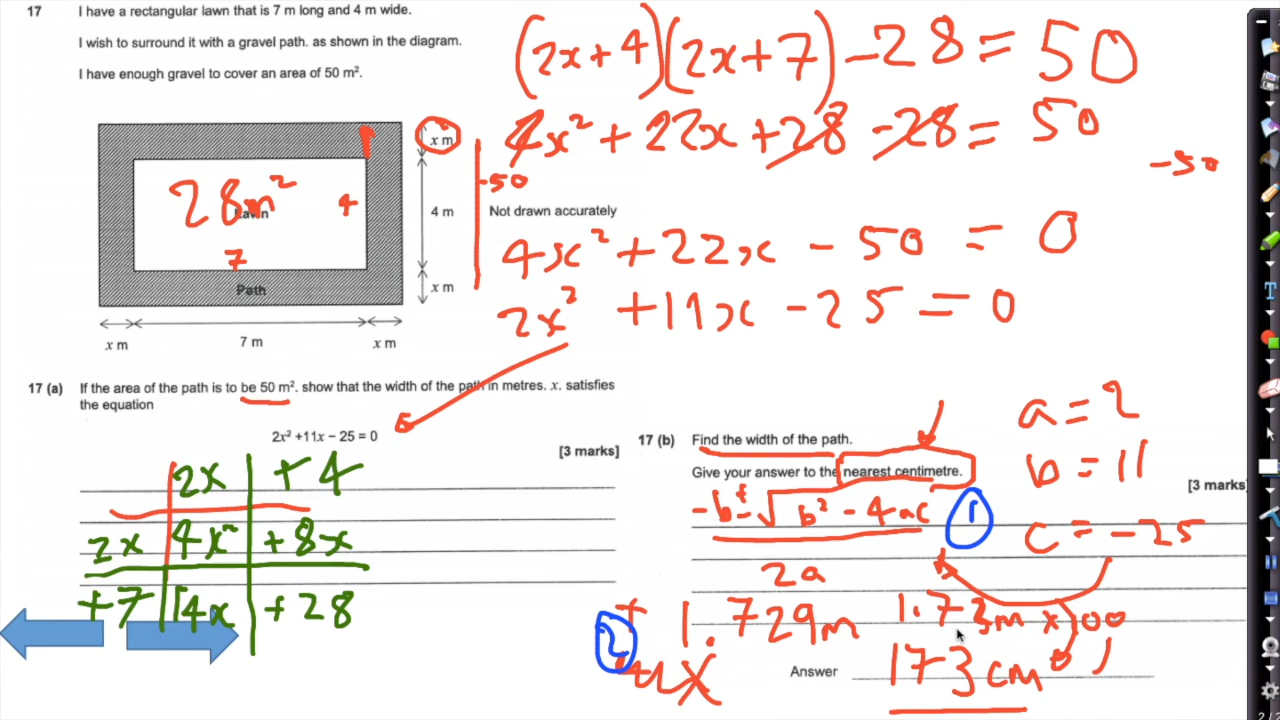 17 I have a rectangular lawn that is 7 m long and 4 m wide.
I wish to surround it with a gravel path. as shown in the diagram.
I have enough gravel to cover an area of 50 m².
(2x+4)(2x+7) -28 = 50
4x² + 22x + 28 - 28 = 50
-50
-50
x m
28m²
4
4 m
Not drawn accurately
7
Path
x m
4x² + 22x - 50 = 0
2x² + 11x - 25 = 0
x m
7 m
x m
17 (a) If the area of the path is to be 50 m². show that the width of the path in metres. x. satisfies
the equation
2x² +11x – 25 = 0
[3 marks]
2x + 4
2x 4x² + 8x
+7 14x + 28
17 (b) Find the width of the path.
Give your answer to the nearest centimetre.
[3 marks]
a = 2
b = 11
c = -25
-b ± √b² - 4ac
2a
1
+ 1.729m
1.73m x 100
2
Answer 173 cm